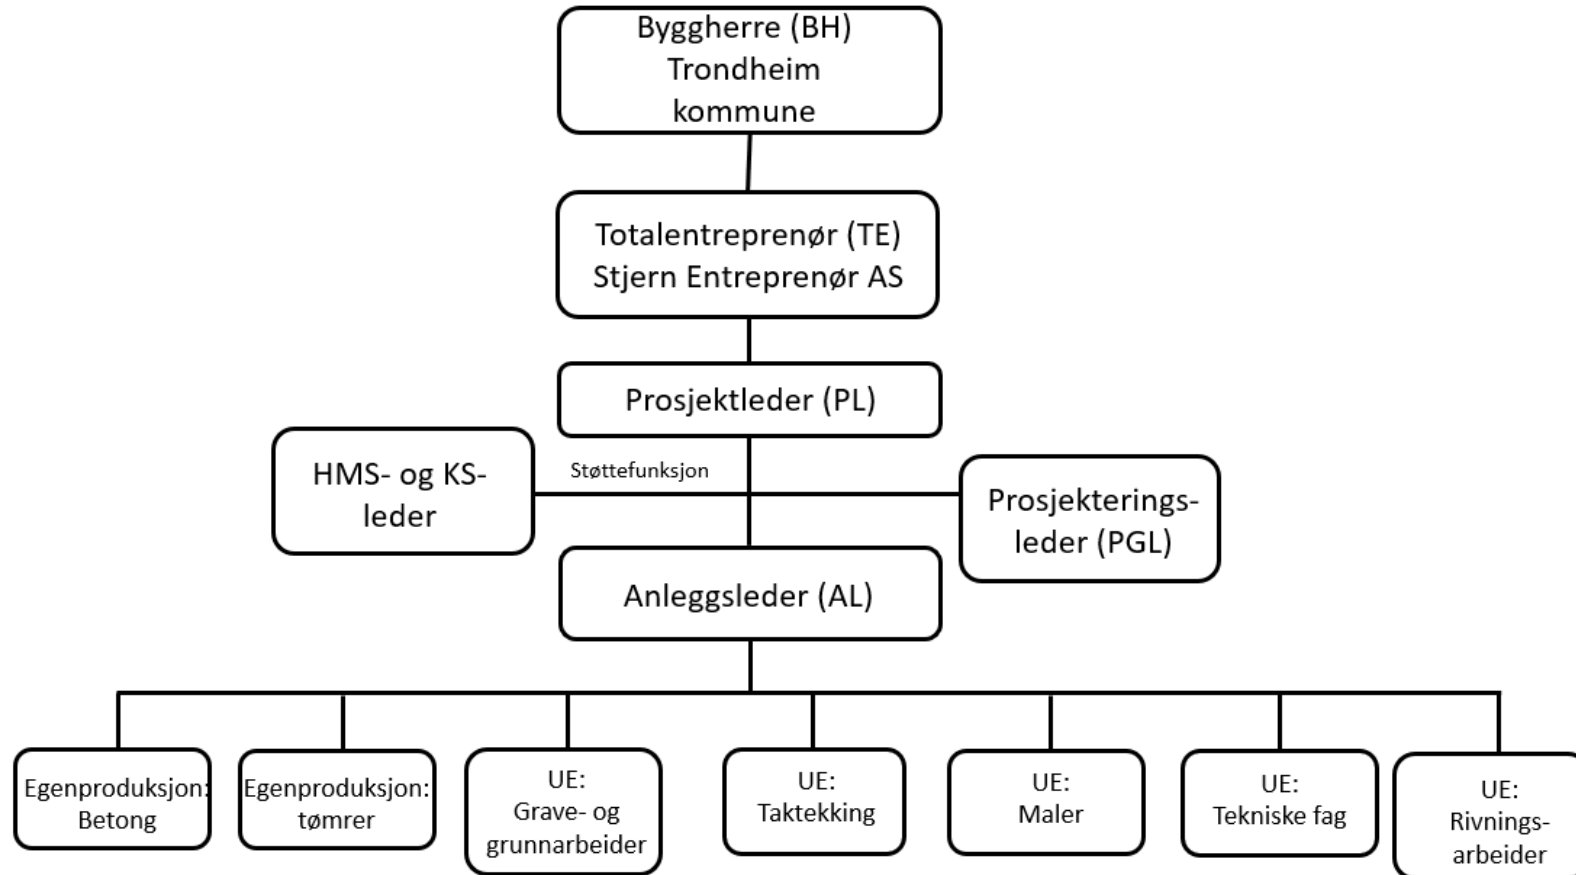 Byggherre (BH)
Trondheim
kommune
Totalentreprenør (TE)
Stjern Entreprenør AS
Prosjektleder (PL)
HMS- og KS-
leder
Støttefunksjon
Prosjekterings-
leder (PGL)
Anleggsleder (AL)
Egenproduksjon:
Betong
Egenproduksjon:
tømrer
UE:
Grave- og
grunnarbeider
UE:
Taktekking
UE:
Maler
UE:
Tekniske fag
UE:
Rivnings-
arbeider